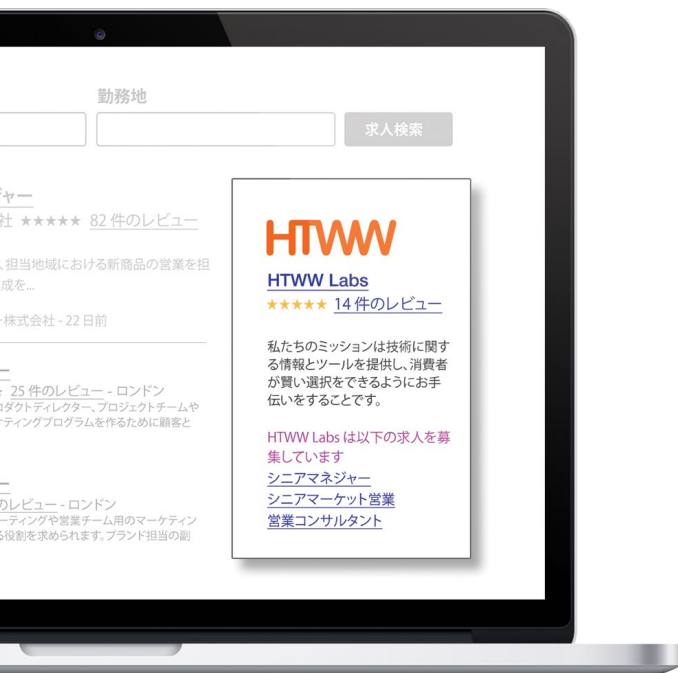 勤務地
求人検索
ジャー
社 ★★★★★ 82 件のレビュー
、担当地域における新商品の営業を担
成を...
株式会社 - 22 日前
ー
25 件のレビュー - ロンドン
ロダクトディレクター、プロジェクトチームや
ティングプログラムを作るために顧客と
ー
のレビュー - ロンドン
ーティングや営業チーム用のマーケティン
る役割を求められます。ブランド担当の副
HTWW
HTWW Labs
★★★★★ 14 件のレビュー
私たちのミッションは技術に関す
る情報とツールを提供し、消費者
が賢い選択をできるようにお手
伝いをすることです。
HTWW Labs は以下の求人を募
集しています
シニアマネジャー
シニアマーケット営業
営業コンサルタント